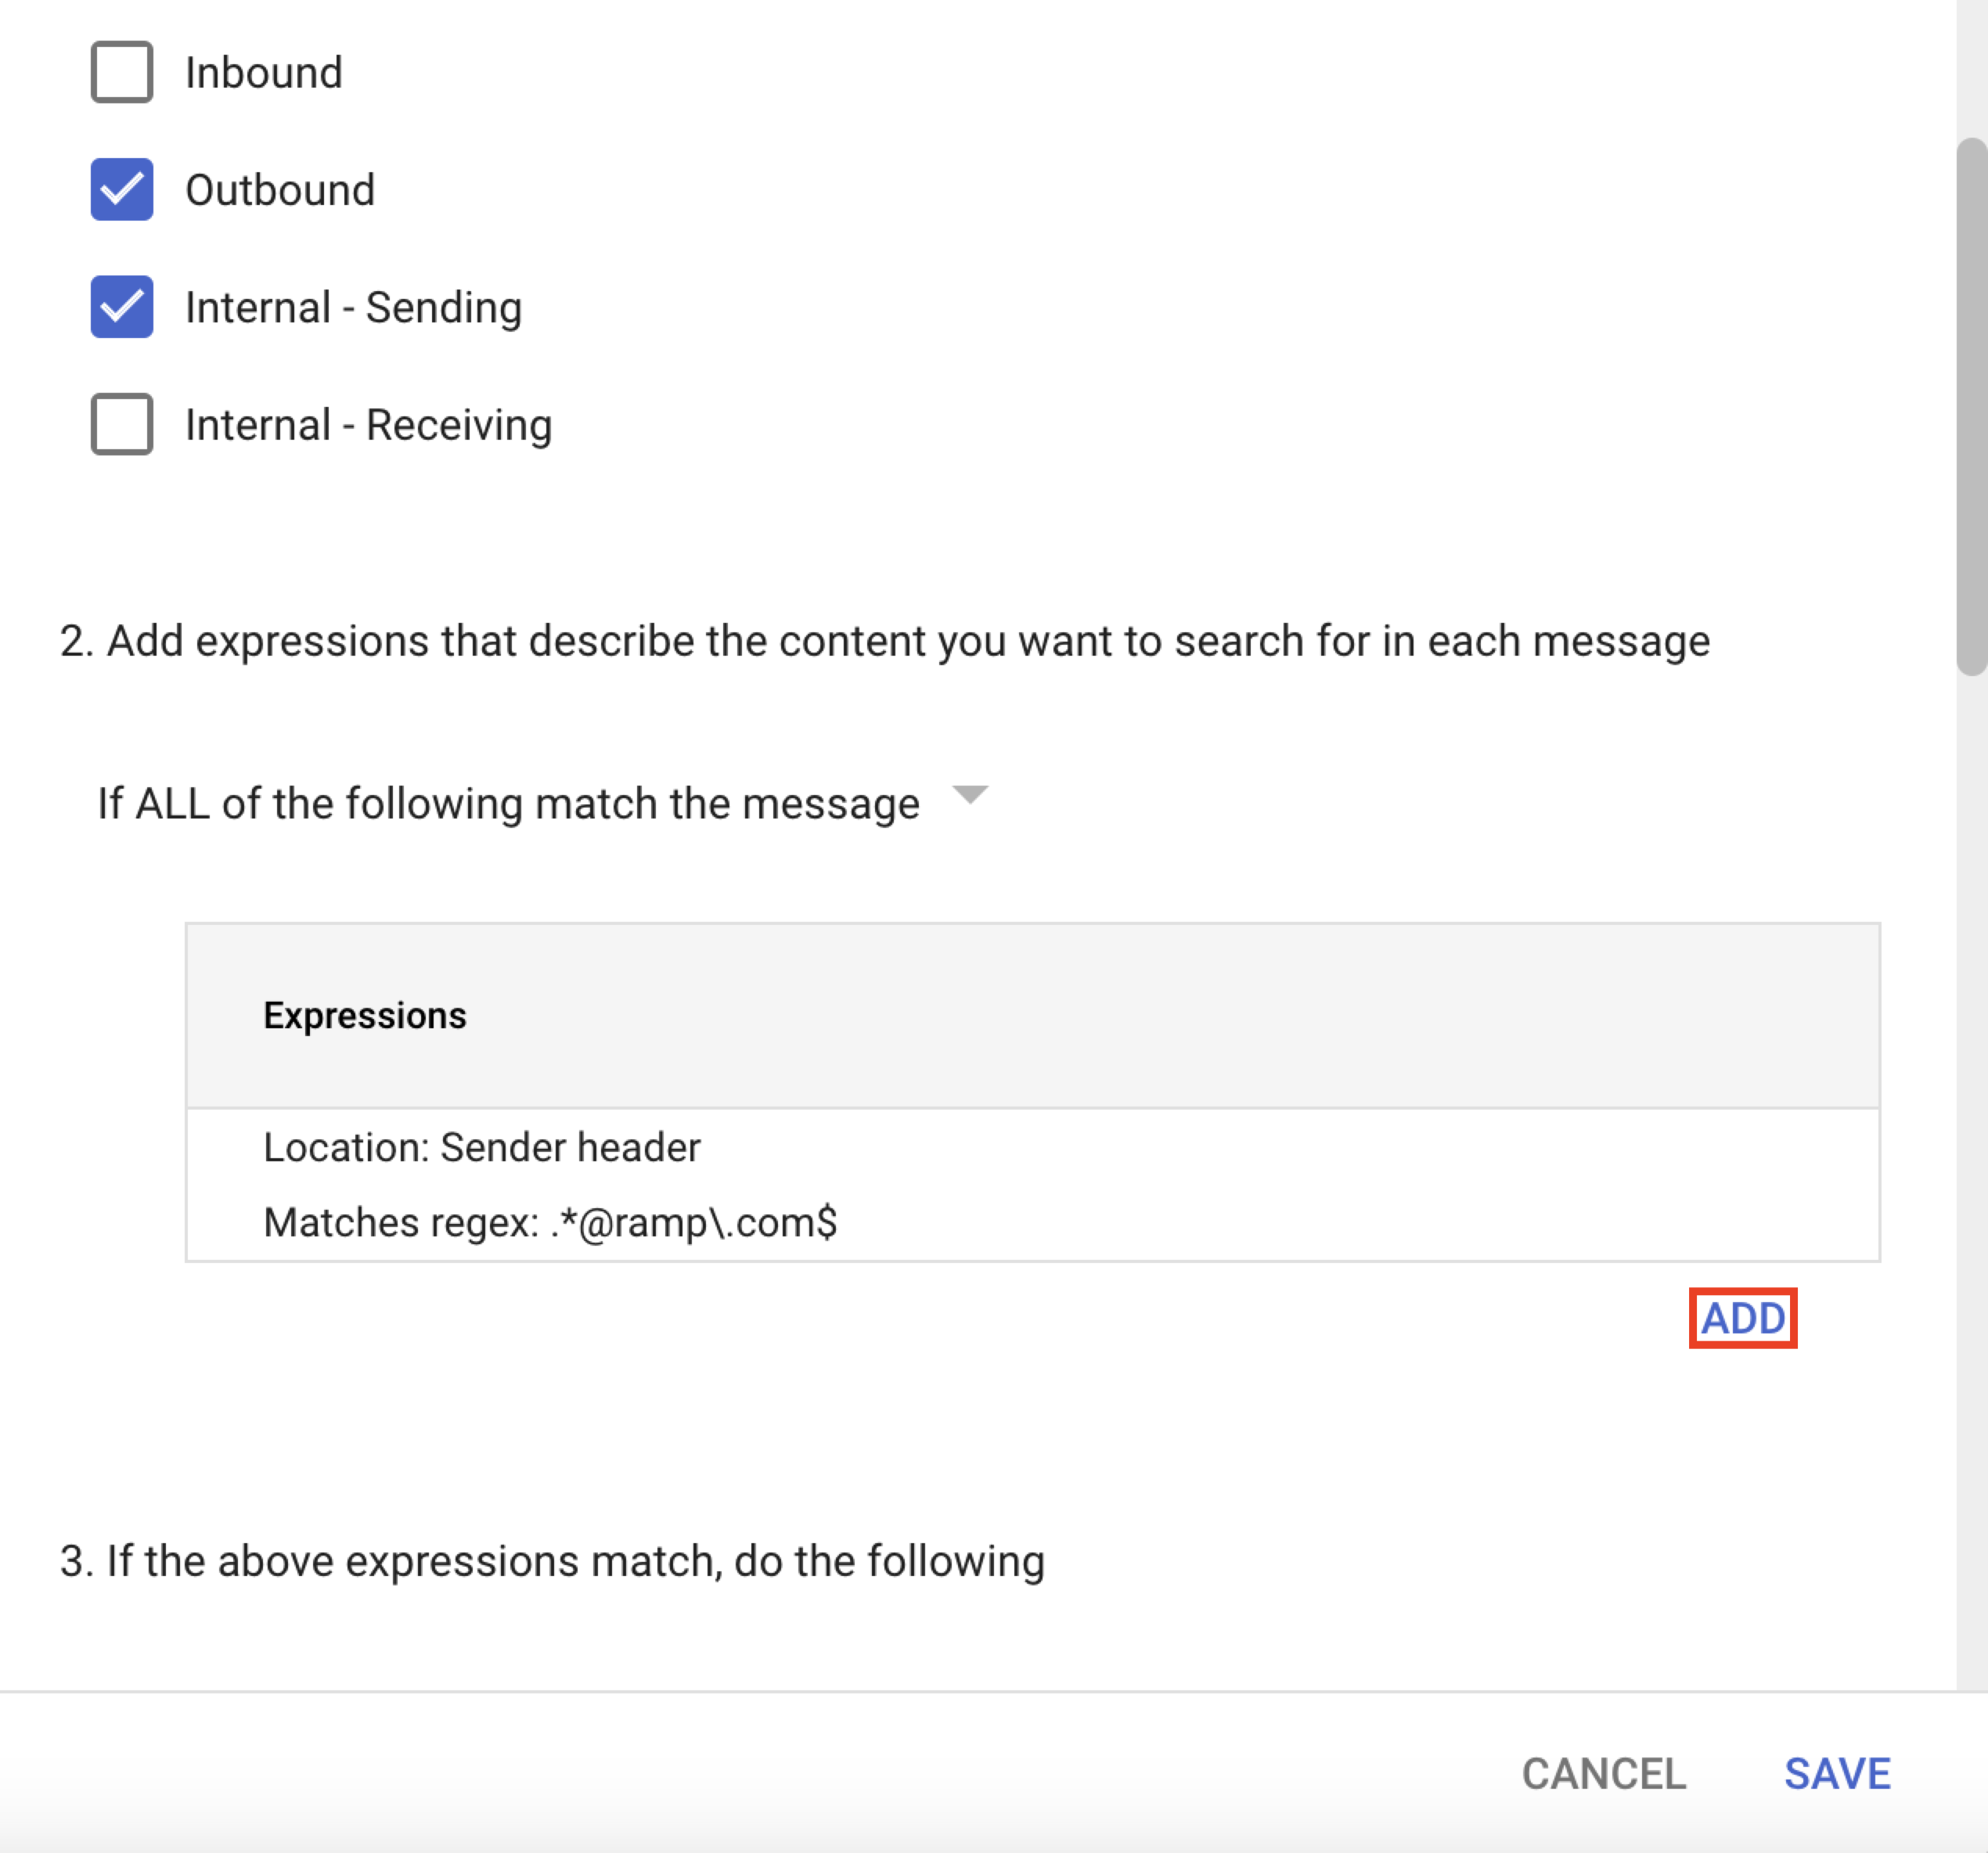 Inbound
Outbound
Internal - Sending
Internal - Receiving
2. Add expressions that describe the content you want to search for in each message
If ALL of the following match the message
Expressions
Location: Sender header
Matches regex: .*@ramp\.com$
ADD
3. If the above expressions match, do the following
CANCEL SAVE